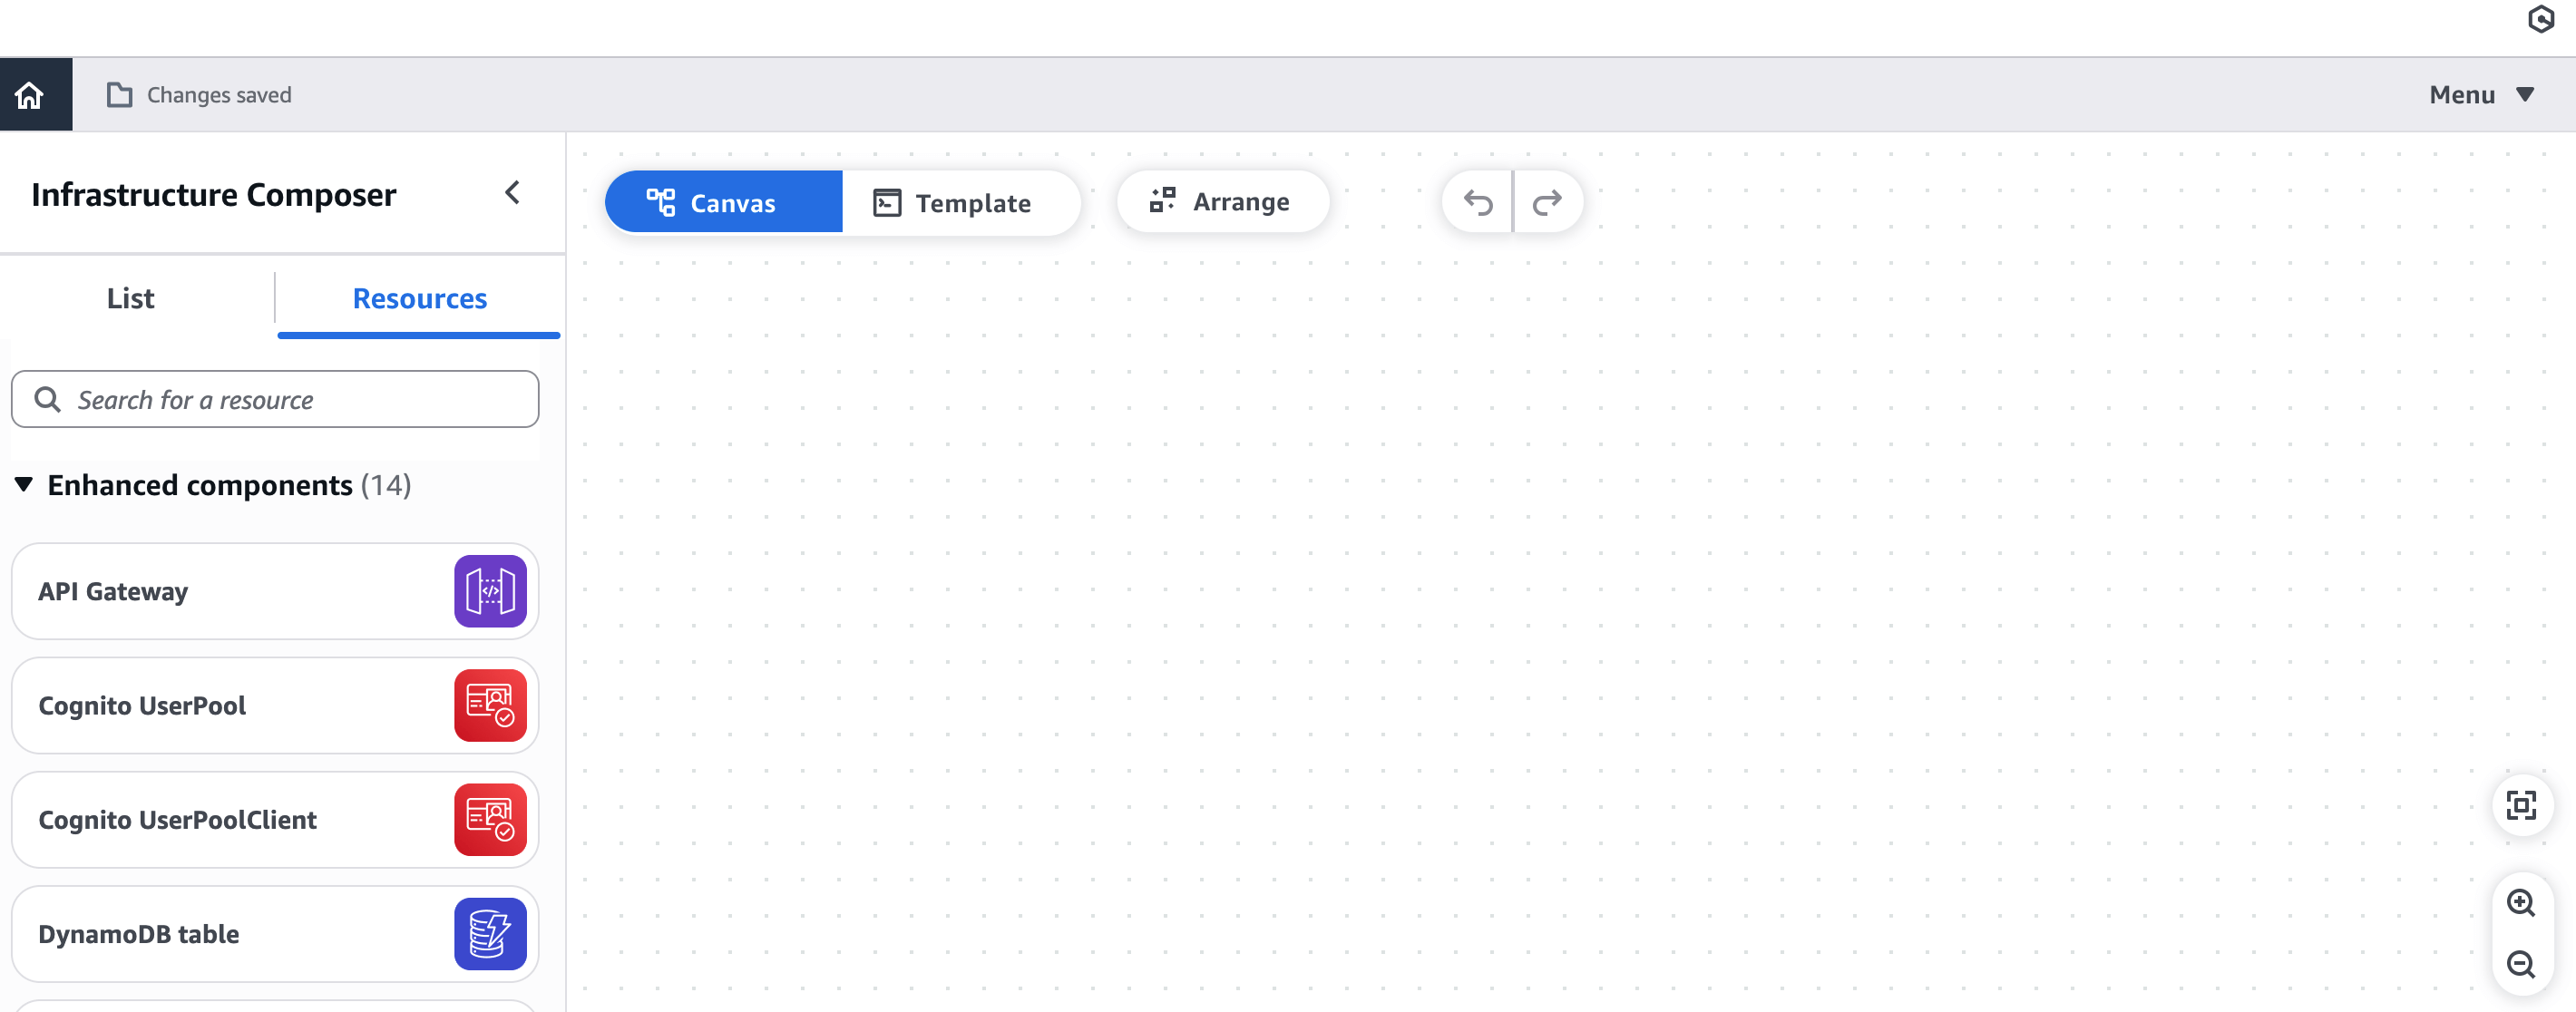 Changes saved
Menu
Infrastructure Composer
Canvas
Template
Arrange
List
Resources
Search for a resource
Enhanced components (14)
API Gateway
Cognito UserPool
Cognito UserPoolClient
DynamoDB table